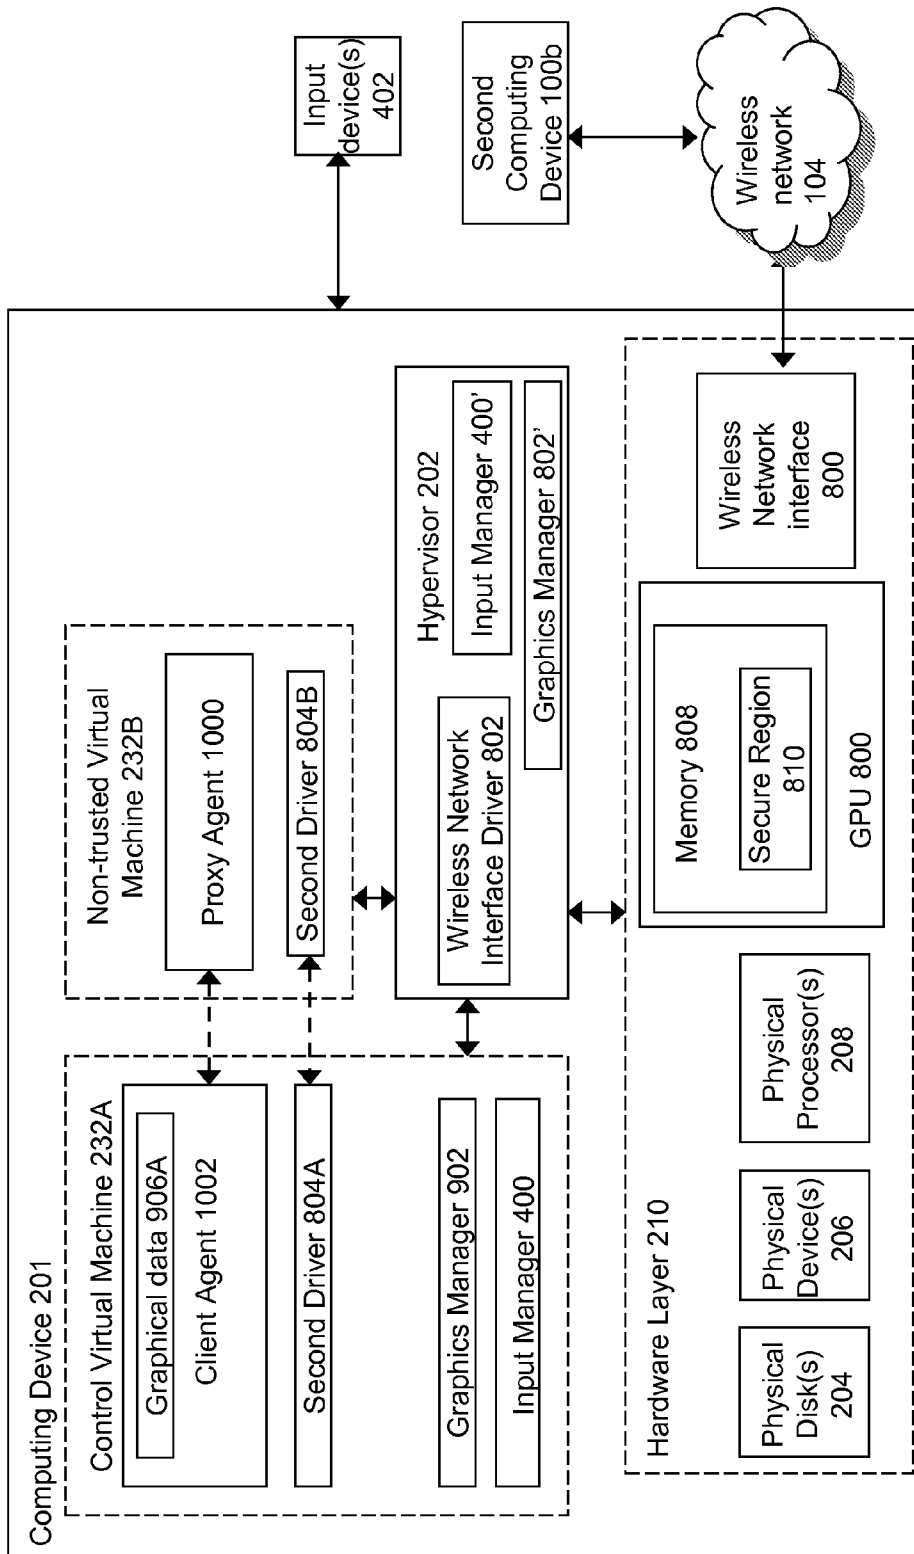 Computing Device 201
Control Virtual Machine 232A
Graphical data 906A
Client Agent 1002
Second Driver 804A
Graphics Manager 902
Input Manager 400
Non-trusted Virtual
Machine 232B
Proxy Agent 1000
Second Driver 804B
Hypervisor 202
Wireless Network
Interface Driver 802
Input Manager 400’
Graphics Manager 802’
Hardware Layer 210
Physical
Disk(s)
204
Physical
Device(s)
206
Physical
Processor(s)
208
Memory 808
Secure Region
810
GPU 800
Wireless
Network
interface
800
Input
device(s)
402
Second
Computing
Device 100b
Wireless
network
104